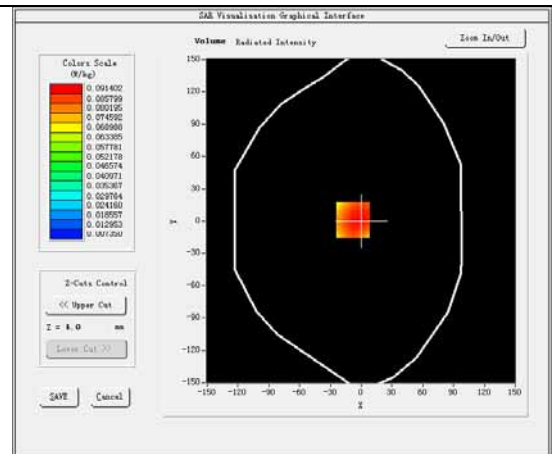 SAR Visualisation Graphical Interface
Volume Radiated Intensity
Zoom In/Out
Colors Scale
(W/kg)
0.091402
0.085799
0.080195
0.074592
0.068988
0.063385
0.057781
0.052178
0.046574
0.040971
0.035367
0.029764
0.024160
0.018557
0.012953
0.007350
Z-Cuts Control
<< Upper Cut
Z = 4.0 mm
Lower Cut >>
SAVE
Cancel
150
120
90
60
30
0
-30
-60
-90
-120
-150
Y
-150 -120 -90 -60 -30 0 30 60 90 120 150
X